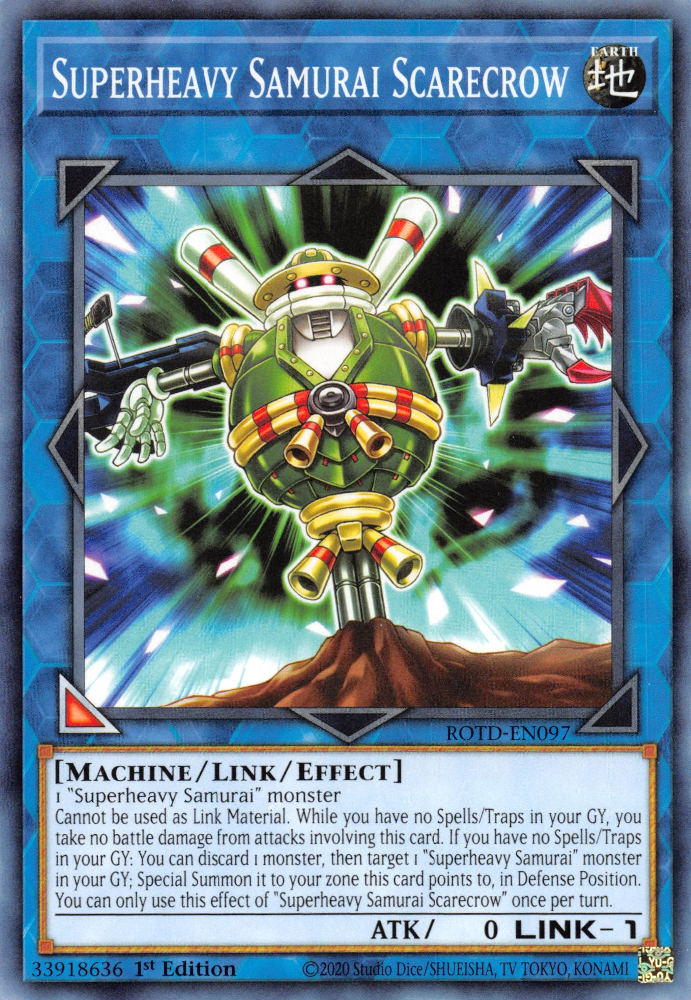 SUPERHEAVY SAMURAI SCARECROW
EARTH
地
ROTD-EN097
[MACHINE/LINK/EFFECT]
1 "Superheavy Samurai" monster
Cannot be used as Link Material. While you have no Spells/Traps in your GY, you
take no battle damage from attacks involving this card. If you have no Spells/Traps
in your GY: You can discard 1 monster, then target 1 "Superheavy Samurai" monster
in your GY; Special Summon it to your zone this card points to, in Defense Position.
You can only use this effect of "Superheavy Samurai Scarecrow" once per turn.
ATK/ 0 LINK-1
33918636 1st Edition ©2020 Studio Dice/SHUEISHA, TV TOKYO, KONAMI